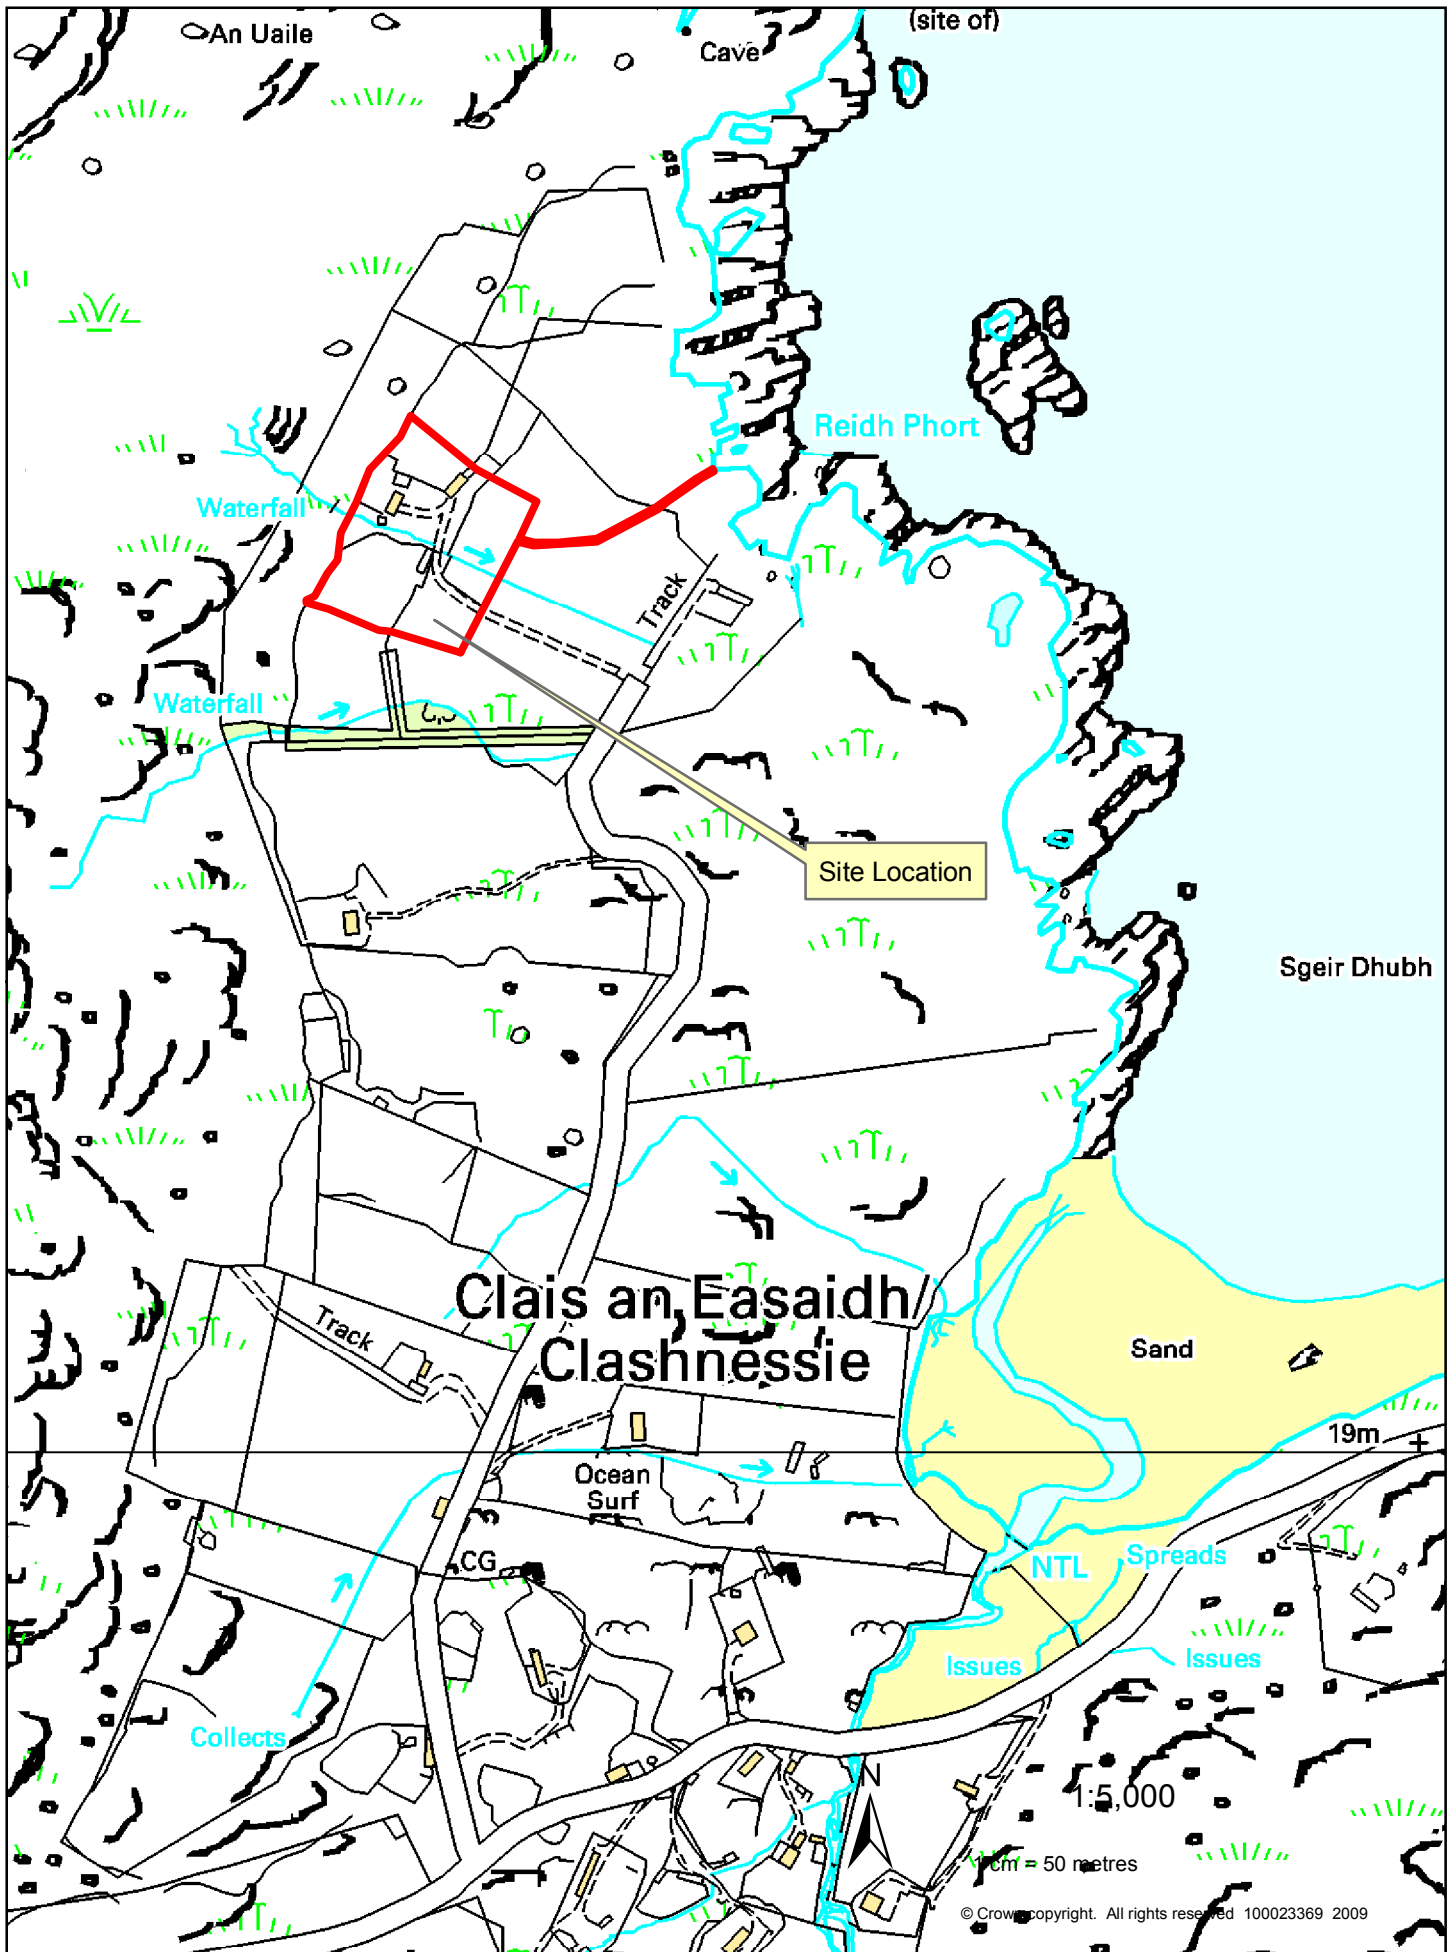 (site of)
An Uaile
Cave
Reidh Phort
Waterfall
Track
Waterfall
Site Location
Sgeir Dhubh
Clais an Easaidh/
Clashnessie
Track
Sand
19m
Ocean
Surf
CG
NTL
Spreads
Issues
Issues
Collects
N
1:5,000
1 cm = 50 metres
© Crown copyright. All rights reserved 100023369 2009